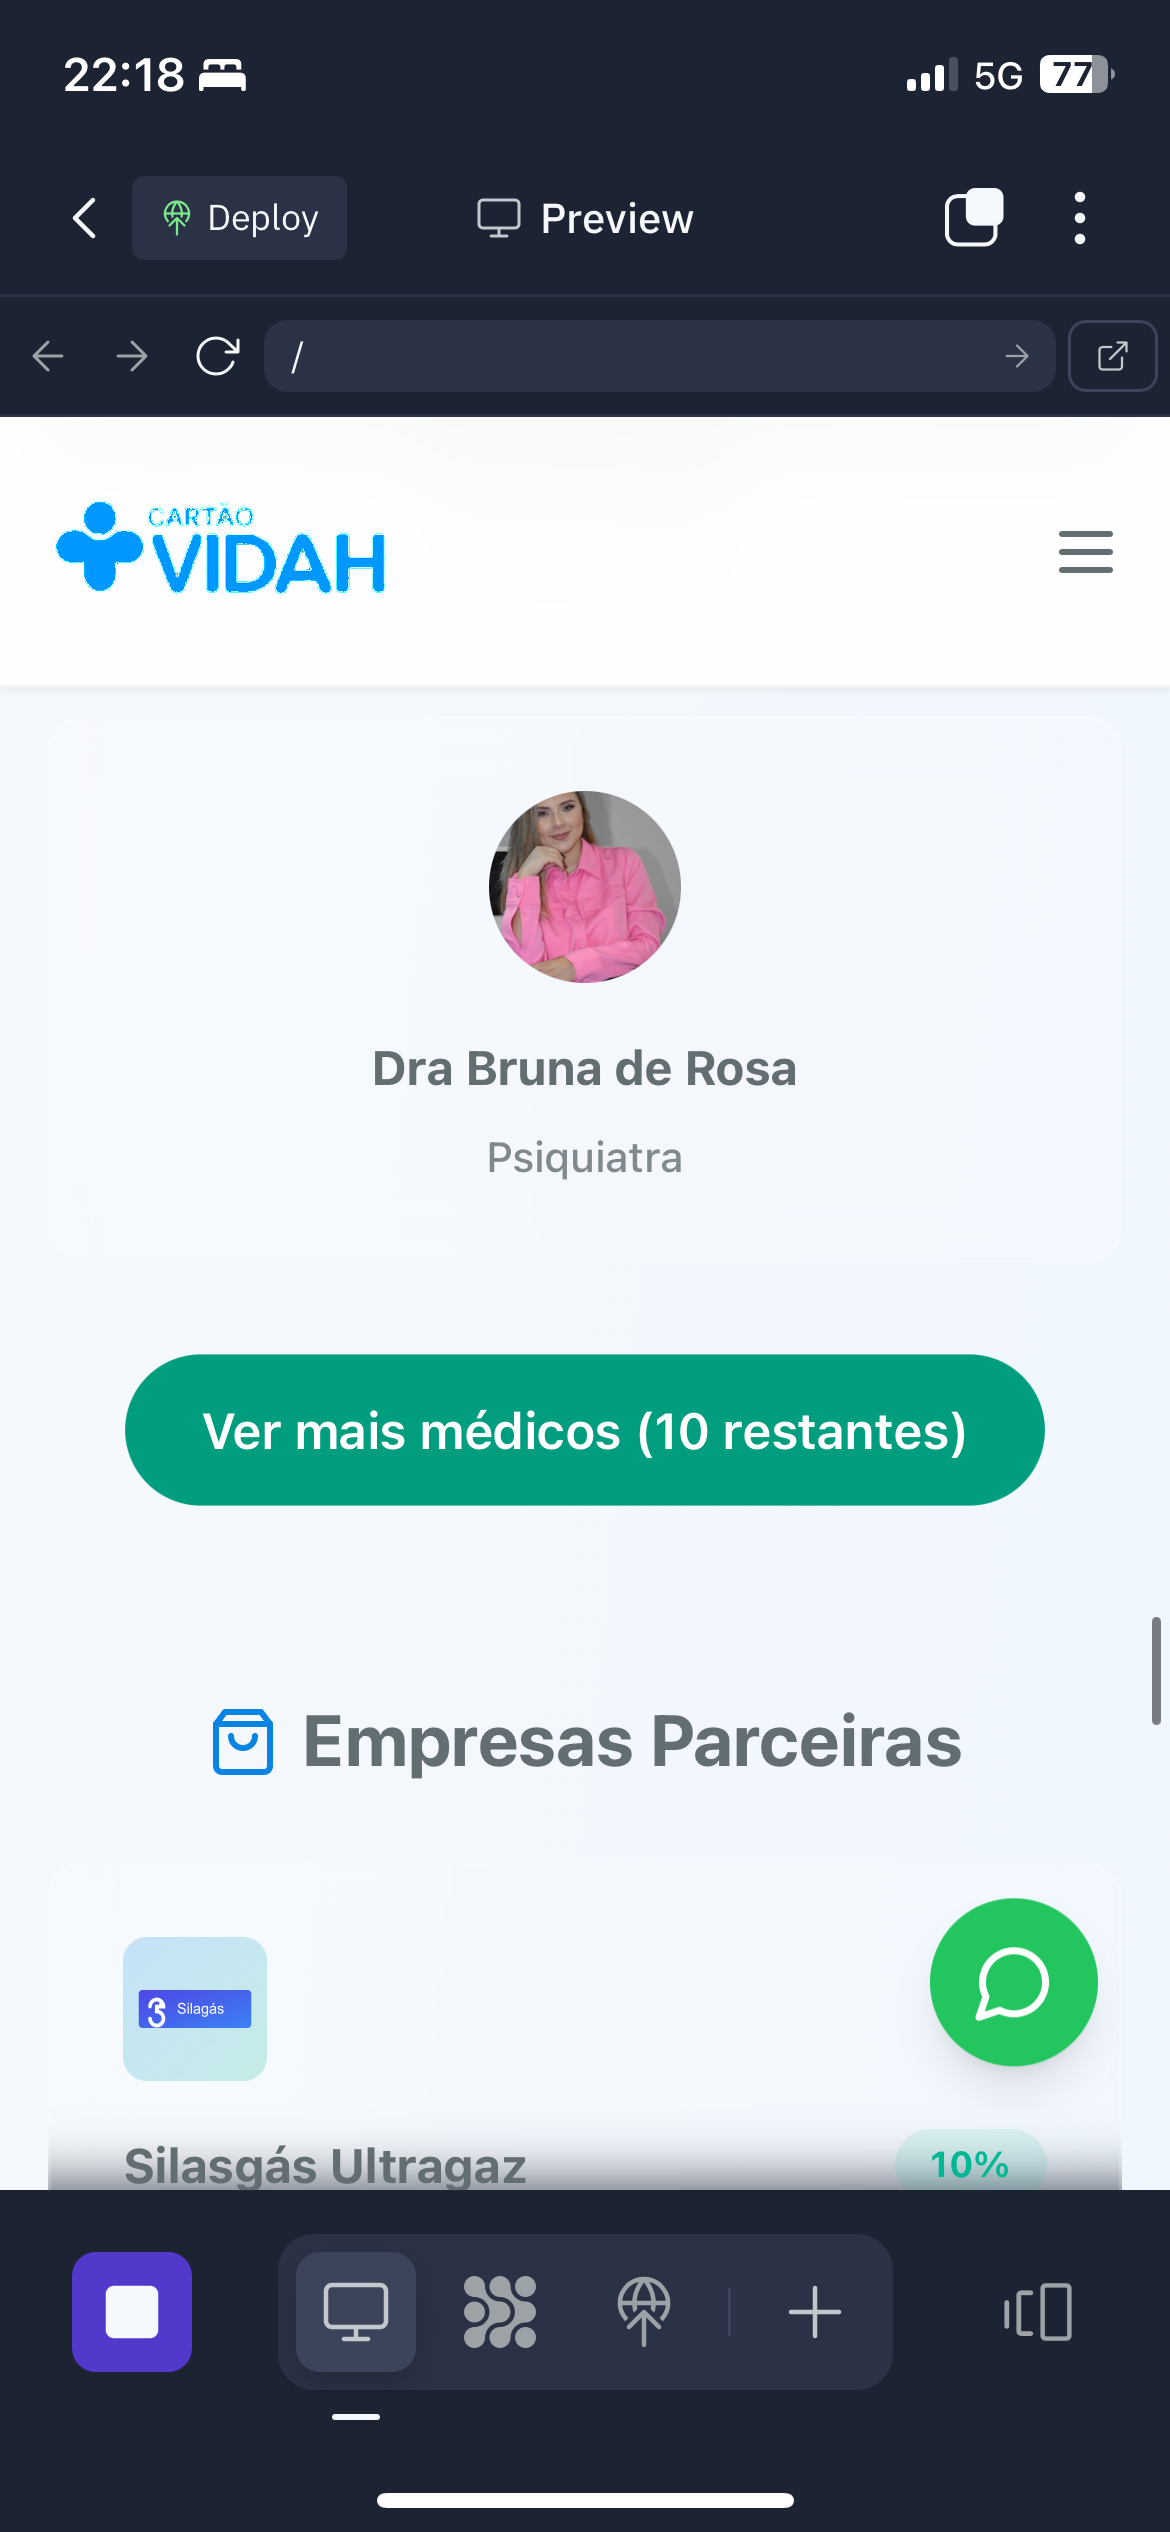 22:18
5G
77
Deploy
Preview
/
CARTÃO
VIDAH
Dra Bruna de Rosa
Psiquiatra
Ver mais médicos (10 restantes)
Empresas Parceiras
Silagás
Silasgás Ultragaz
10%